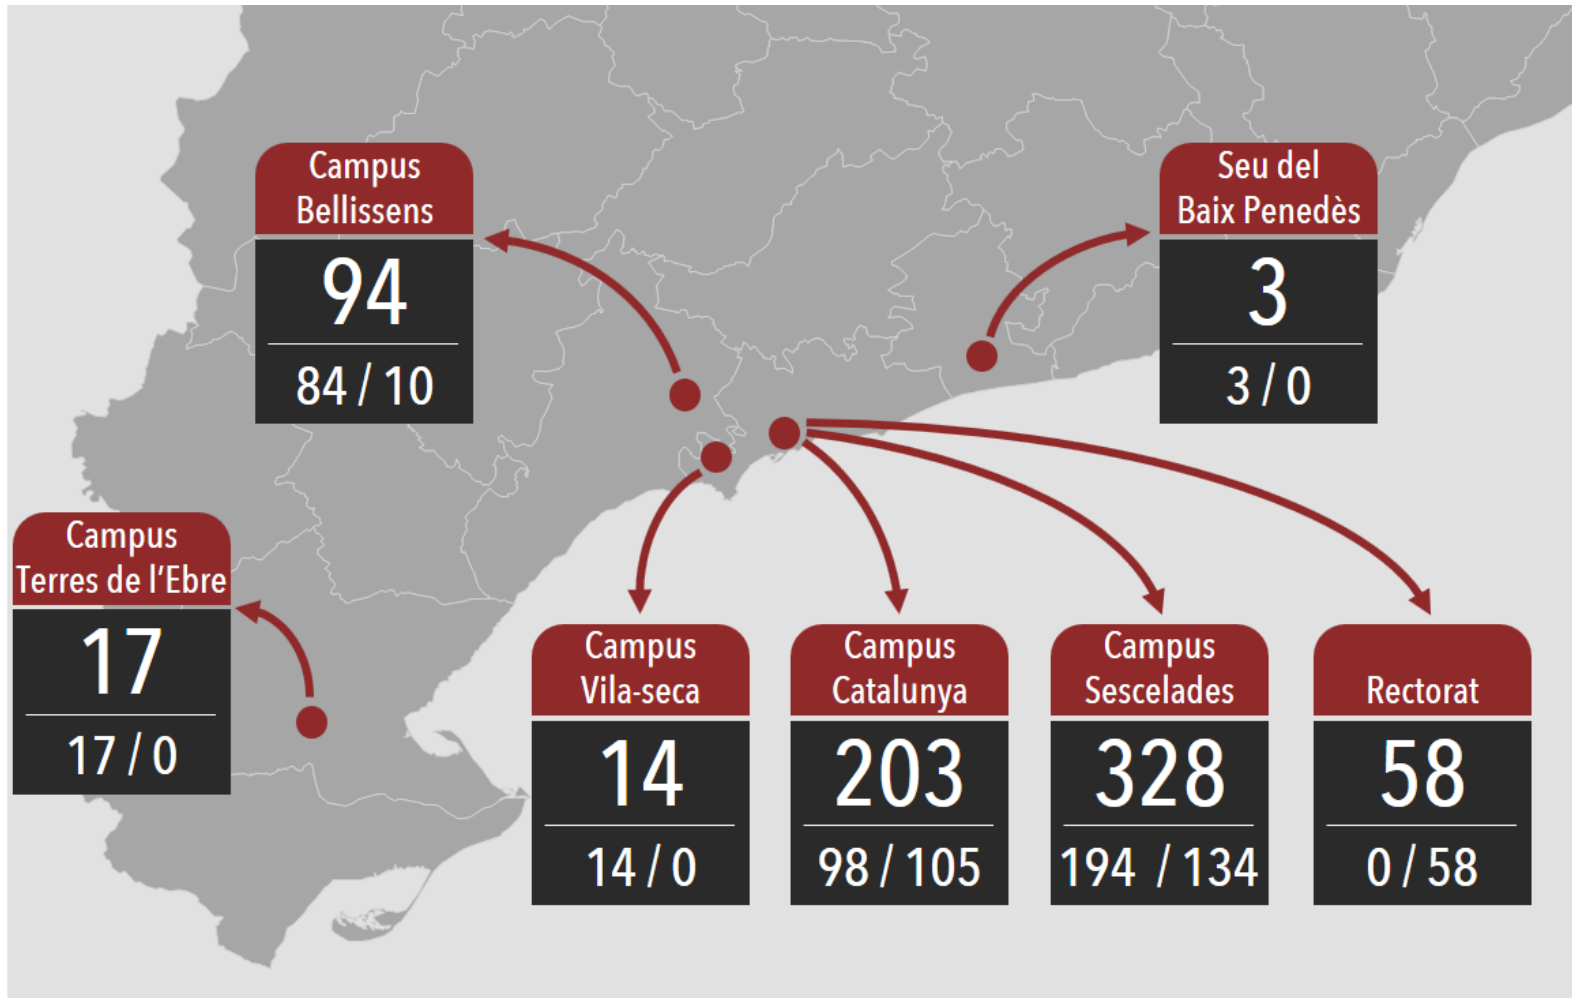 Campus
Bellissens
94
84 / 10
Seu del
Baix Penedès
3
3 / 0
Campus
Terres de l'Ebre
17
17 / 0
Campus
Vila-seca
14
14 / 0
Campus
Catalunya
203
98 / 105
Campus
Sescelades
328
194 / 134
Rectorat
58
0 / 58